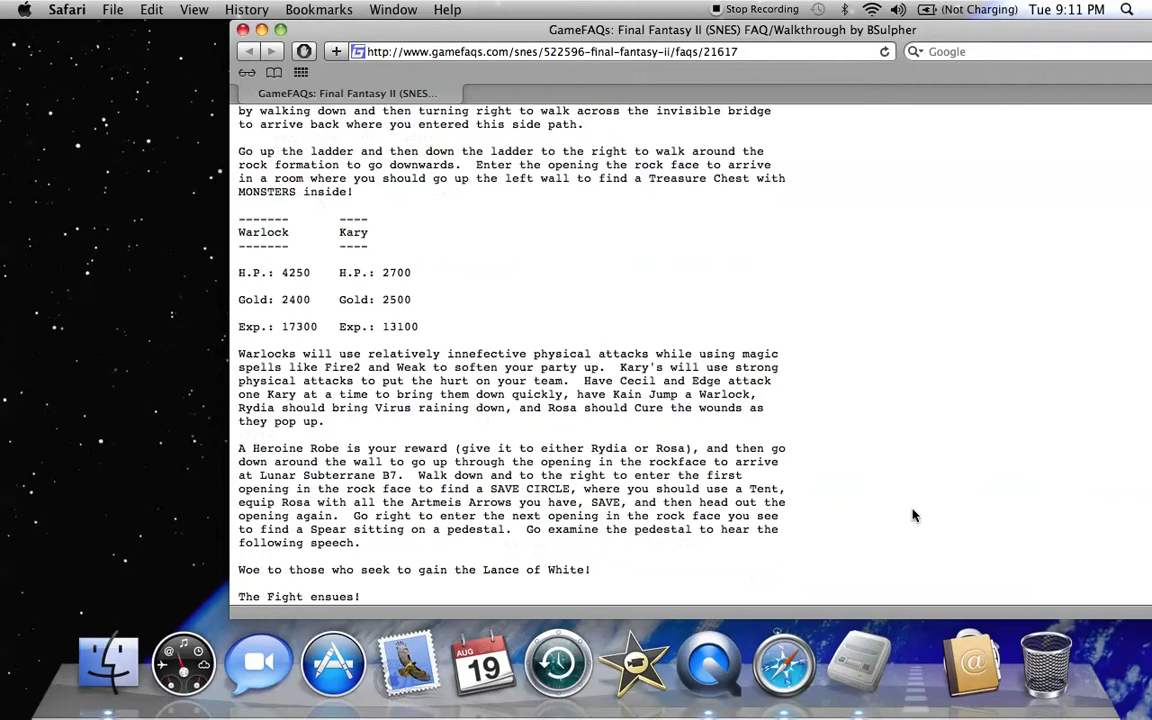 Safari File Edit View History Bookmarks Window Help Stop Recording (Not Charging) Tue 9:11 PM
GameFAQs: Final Fantasy II (SNES) FAQ/Walkthrough by BSulpher
http://www.gamefaqs.com/snes/522596-final-fantasy-ii/faqs/21617 Google
GameFAQs: Final Fantasy II (SNES...
by walking down and then turning right to walk across the invisible bridge
to arrive back where you entered this side path.
Go up the ladder and then down the ladder to the right to walk around the
rock formation to go downwards. Enter the opening the rock face to arrive
in a room where you should go up the left wall to find a Treasure Chest with
MONSTERS inside!
------- ----
Warlock Kary
------- ----
H.P.: 4250 H.P.: 2700
Gold: 2400 Gold: 2500
Exp.: 17300 Exp.: 13100
Warlocks will use relatively innefective physical attacks while using magic
spells like Fire2 and Weak to soften your party up. Kary's will use strong
physical attacks to put the hurt on your team. Have Cecil and Edge attack
one Kary at a time to bring them down quickly, have Kain Jump a Warlock,
Rydia should bring Virus raining down, and Rosa should Cure the wounds as
they pop up.
A Heroine Robe is your reward (give it to either Rydia or Rosa), and then go
down around the wall to go up through the opening in the rockface to arrive
at Lunar Subterrane B7. Walk down and to the right to enter the first
opening in the rock face to find a SAVE CIRCLE, where you should use a Tent,
equip Rosa with all the Artmeis Arrows you have, SAVE, and then head out the
opening again. Go right to enter the next opening in the rock face you see
to find a Spear sitting on a pedestal. Go examine the pedestal to hear the
following speech.
Woe to those who seek to gain the Lance of White!
The Fight ensues!
AUG
19